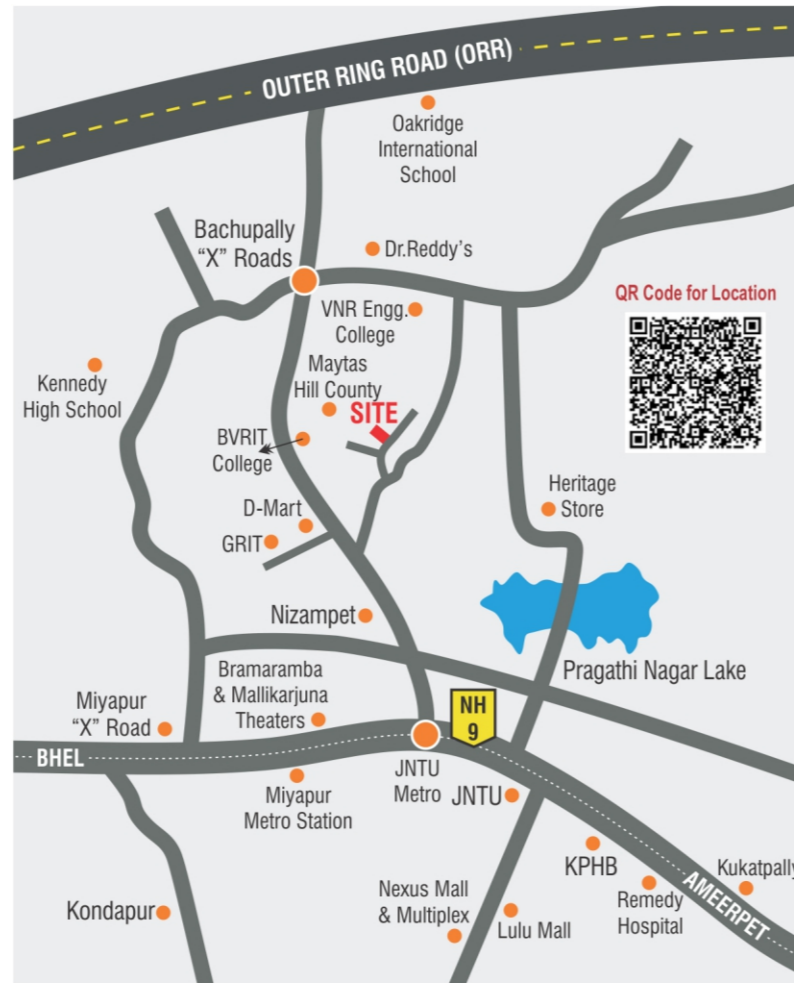 OUTER RING ROAD (ORR)
Oakridge
International
School
Bachupally
“X” Roads
Dr.Reddy’s
QR Code for Location
VNR Engg.
College
Maytas
Hill County
Kennedy
High School
SITE
BVRIT
College
Heritage
Store
D-Mart
GRIT
Nizampet
Pragathi Nagar Lake
Bramaramba
& Mallikarjuna
Theaters
Miyapur
“X” Road
NH
9
BHEL
JNTU
Metro
JNTU
Miyapur
Metro Station
KPHB
Kukatpally
Remedy
Hospital
AMEERPET
Nexus Mall
& Multiplex
Lulu Mall
Kondapur